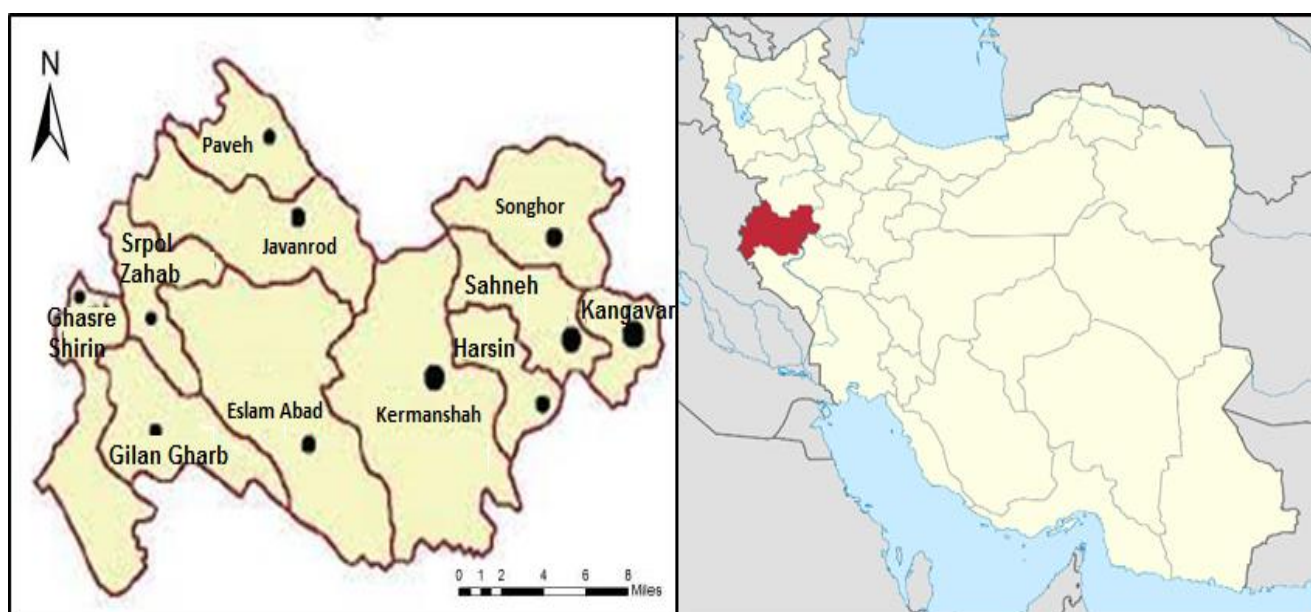 N
Paveh
Songhor
Javanrod
Srpol
Zahab
Sahneh
Kangavar
Ghasre
Shirin
Harsin
Eslam Abad
Kermanshah
Gilan Gharb
0 1 2 4 6 8
Miles